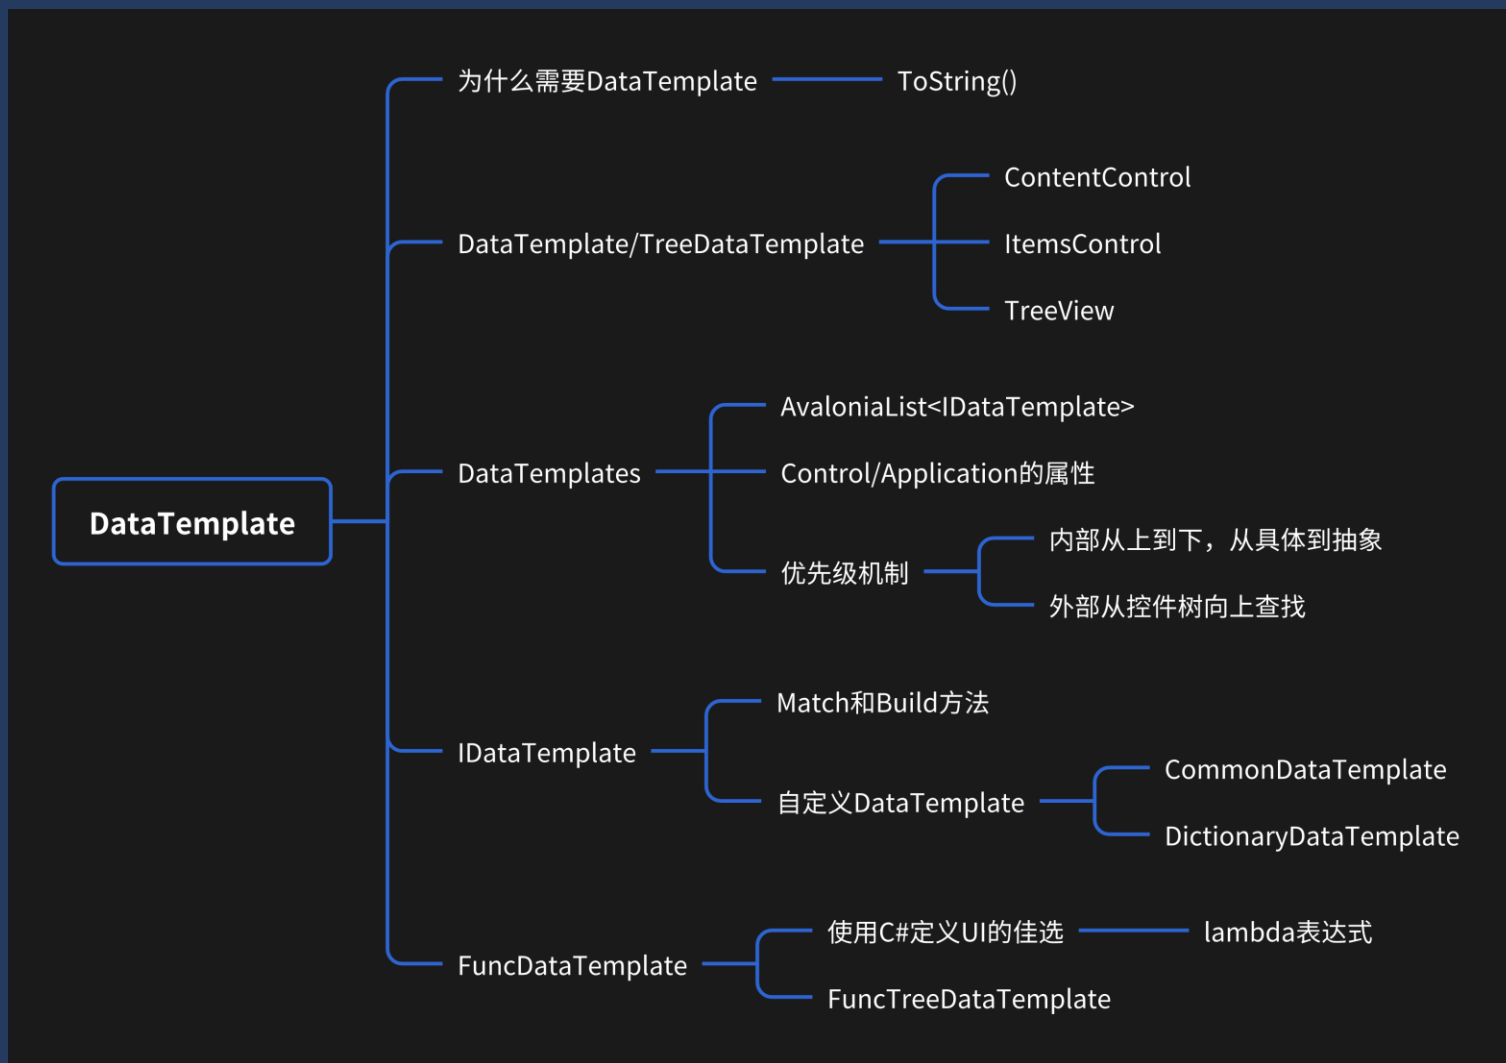 为什么需要DataTemplate
ToString()
DataTemplate/TreeDataTemplate
ContentControl
ItemsControl
TreeView
DataTemplate
DataTemplates
AvaloniaList<IDataTemplate>
Control/Application的属性
优先级机制
内部从上到下，从具体到抽象
外部从控件树向上查找
IDataTemplate
Match和Build方法
自定义DataTemplate
CommonDataTemplate
DictionaryDataTemplate
FuncDataTemplate
使用C#定义UI的佳选
lambda表达式
FuncTreeDataTemplate